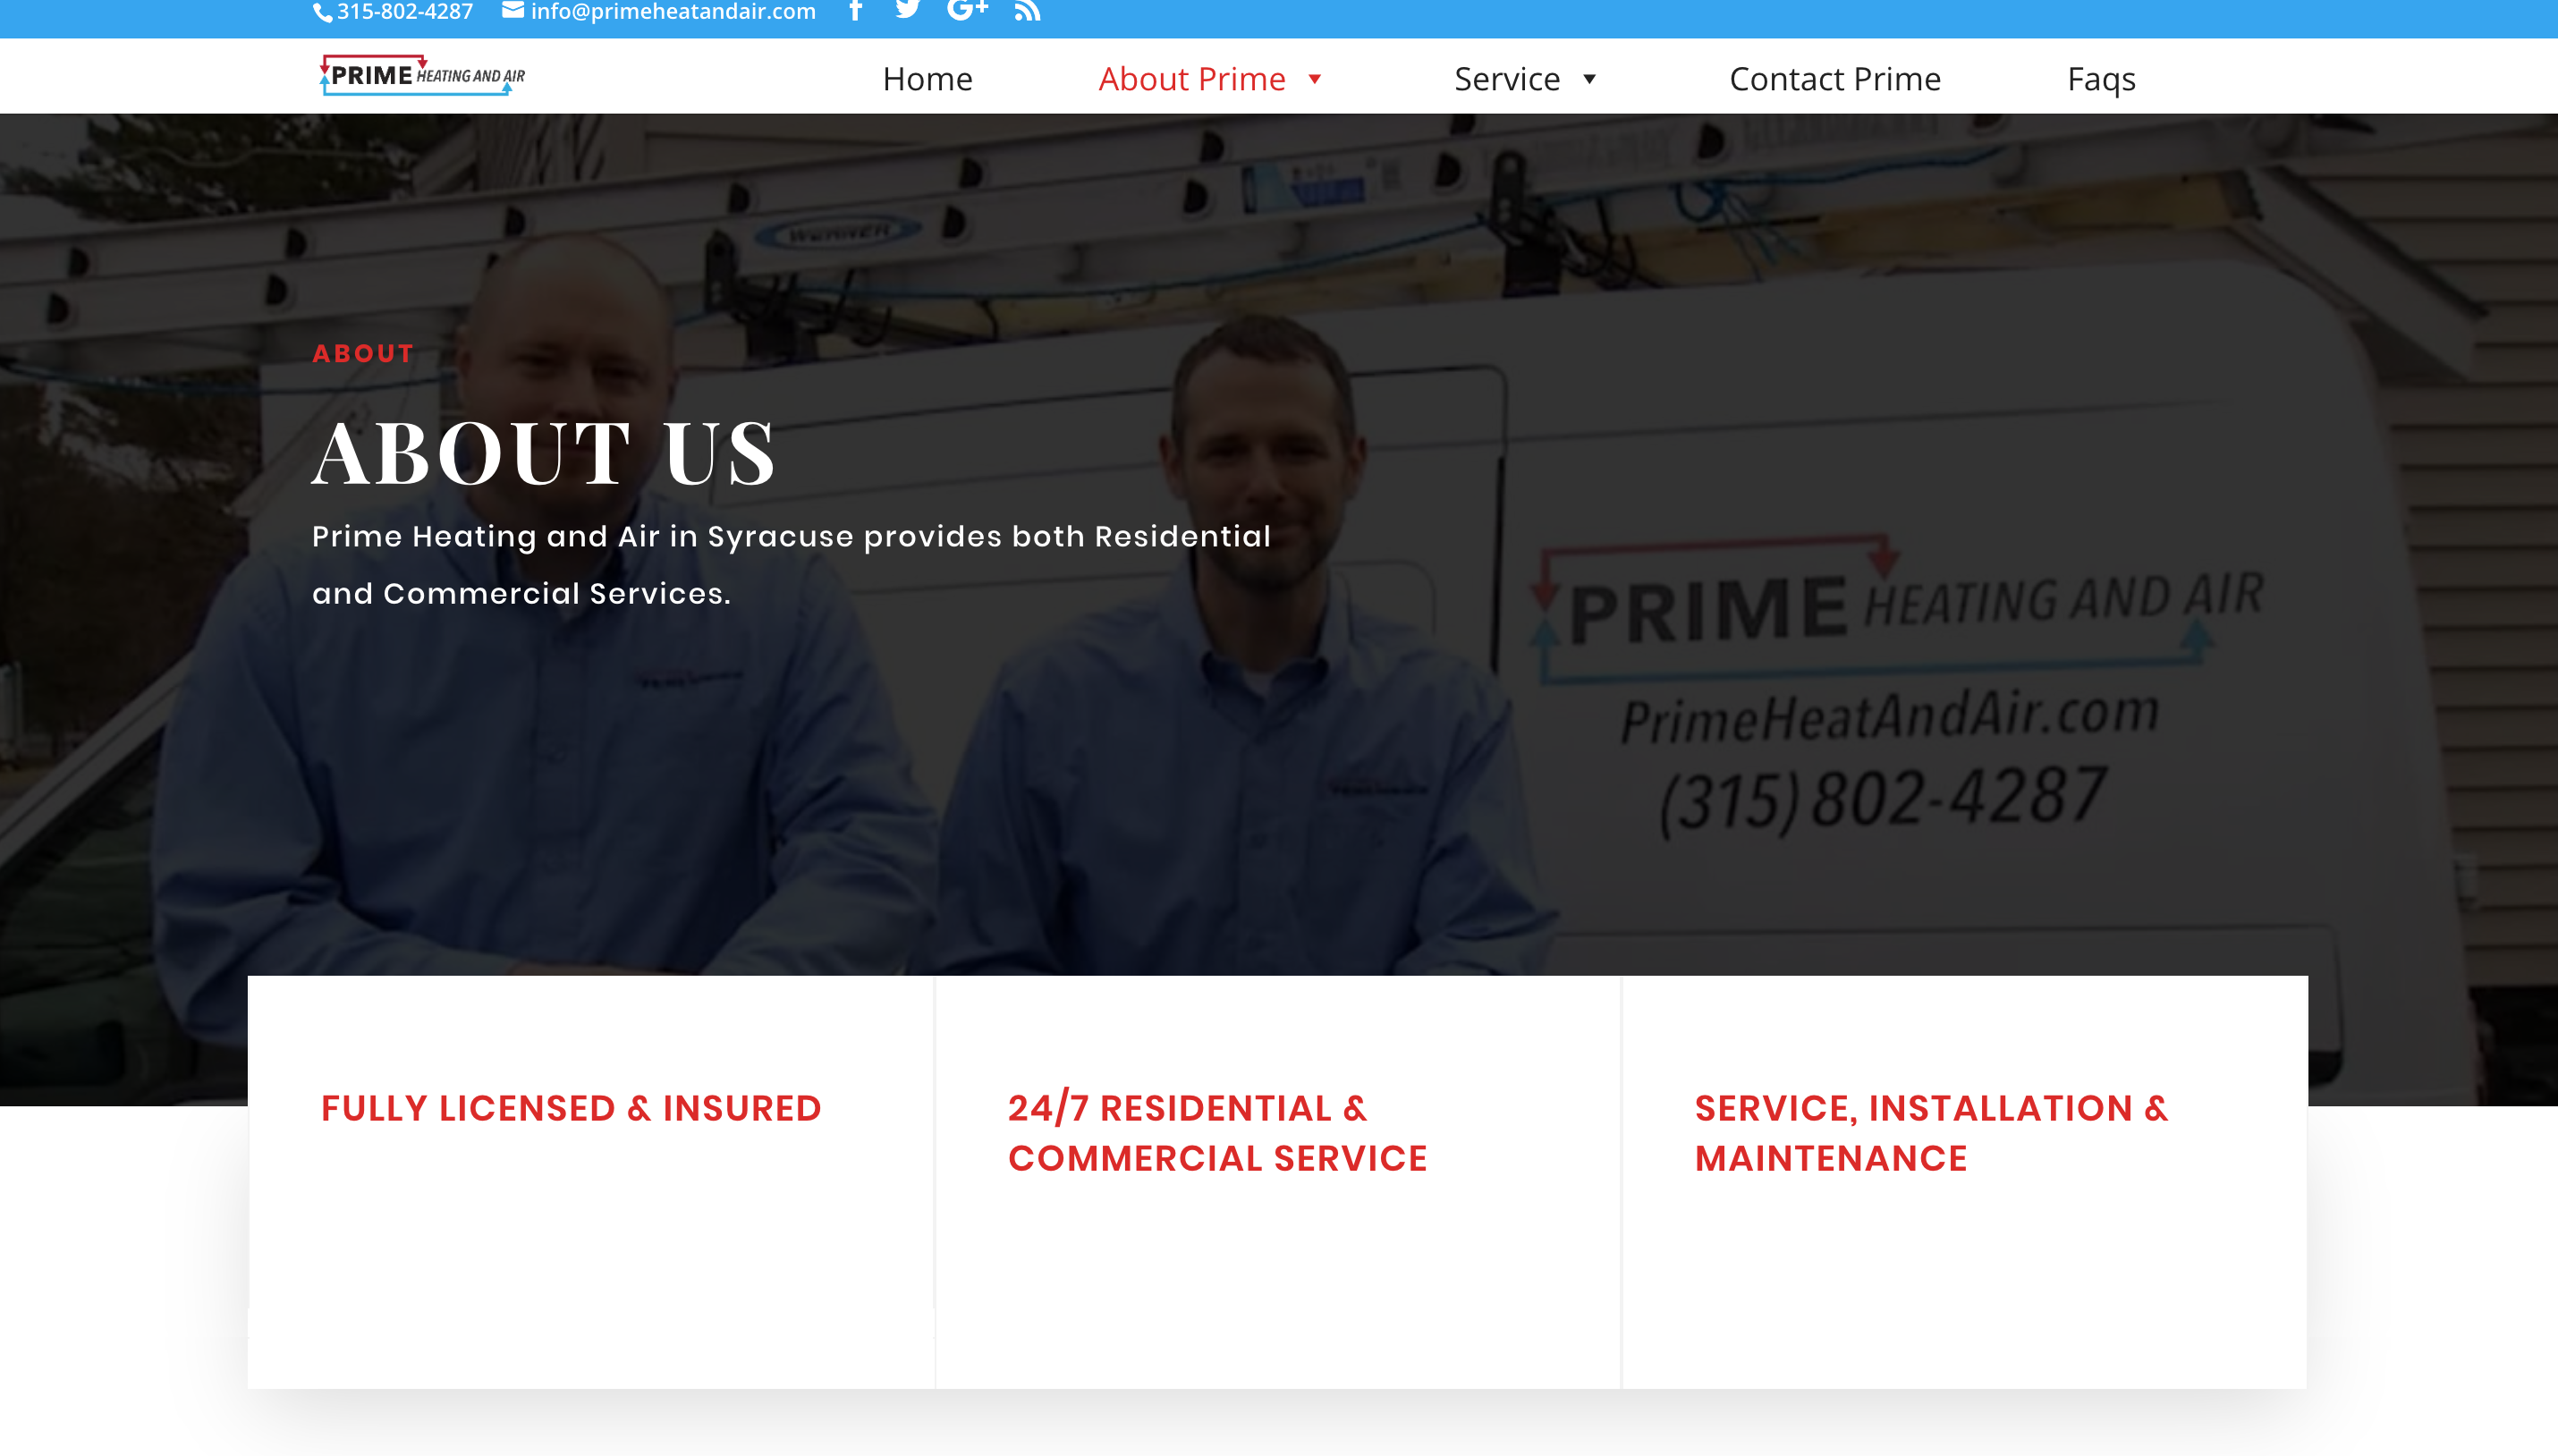 315-802-4287 info@primeheatandair.com
PRIME HEATING AND AIR
Home About Prime Service Contact Prime Faqs
WERNER
ABOUT
ABOUT US
Prime Heating and Air in Syracuse provides both Residential
and Commercial Services.
PRIME HEATING AND AIR
PrimeHeatAndAir.com
(315) 802-4287
FULLY LICENSED & INSURED
24/7 RESIDENTIAL &
COMMERCIAL SERVICE
SERVICE, INSTALLATION &
MAINTENANCE